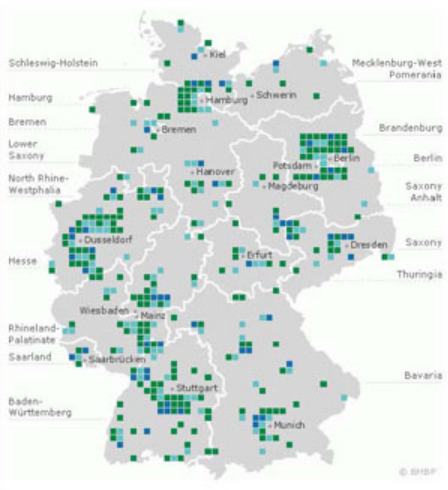 Schleswig-Holstein
Hamburg
Bremen
Lower
Saxony
North Rhine-
Westphalia
Hesse
Rhineland-
Palatinate
Saarland
Baden-
Württemberg
Kiel
Hamburg
Schwerin
Bremen
Hanover
Berlin
Potsdam
Magdeburg
Dusseldorf
Erfurt
Dresden
Wiesbaden
Mainz
Saarbrücken
Stuttgart
Munich
Mecklenburg-West
Pomerania
Brandenburg
Berlin
Saxony
Anhalt
Saxony
Thuringia
Bavaria